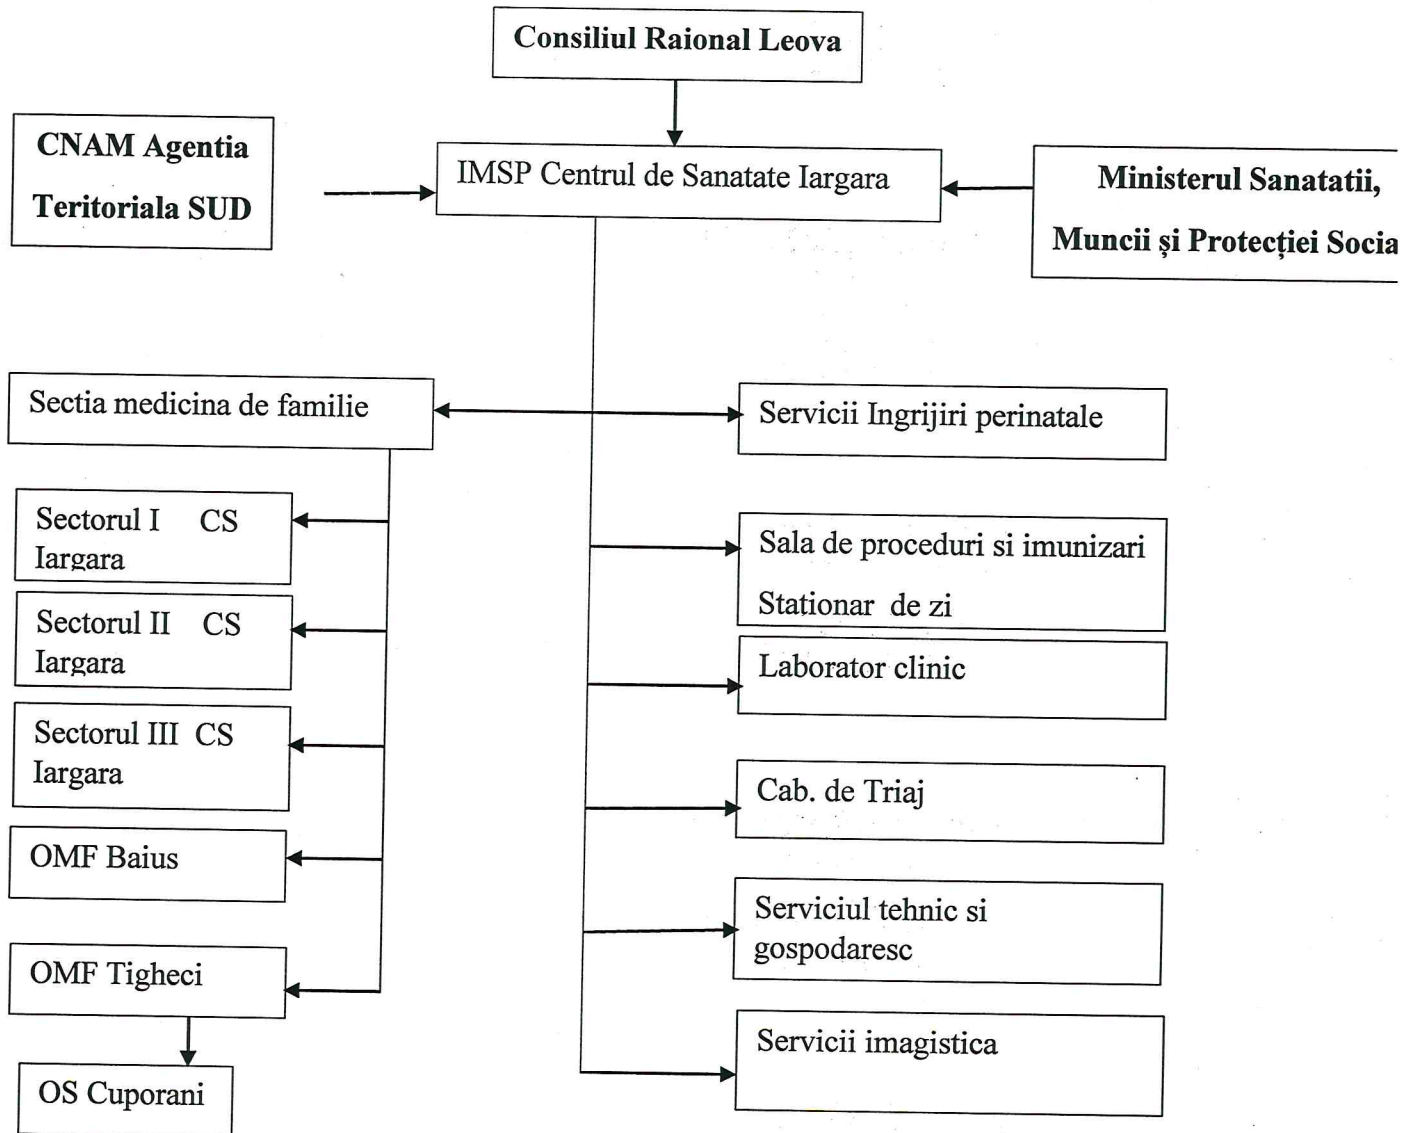 Consiliul Raional Leova
CNAM Agentia
Teritoriala SUD
IMSP Centrul de Sanatate Iargara
Ministerul Sanatatii,
Muncii și Protecției Socia
Sectia medicina de familie
Servicii Ingrijiri perinatale
Sectorul I CS
Iargara
Sectorul II CS
Iargara
Sectorul III CS
Iargara
OMF Baius
OMF Tigheci
OS Cuporani
Sala de proceduri si imunizari
Stationar de zi
Laborator clinic
Cab. de Triaj
Serviciul tehnic si
gospodaresc
Servicii imagistica